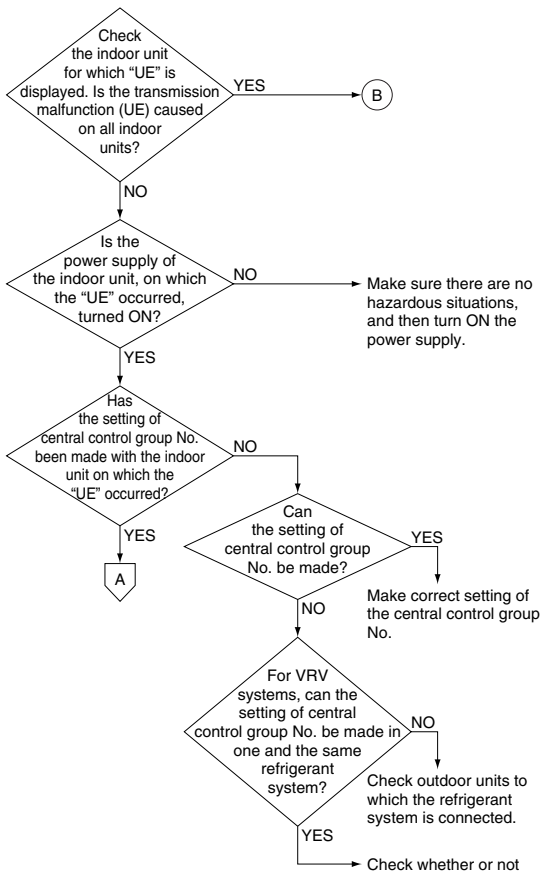 Check
the indoor unit
for which “UE” is
displayed. Is the transmission
malfunction (UE) caused
on all indoor
units?
YES
B
NO
Is the
power supply of
the indoor unit, on which
the “UE” occurred,
turned ON?
NO
Make sure there are no
hazardous situations,
and then turn ON the
power supply.
YES
Has
the setting of
central control group No.
been made with the indoor
unit on which the
“UE” occurred?
NO
YES
A
Can
the setting of
central control group
No. be made?
YES
Make correct setting of
the central control group
No.
NO
For VRV
systems, can the
setting of central
control group No. be made in
one and the same
refrigerant
system?
NO
Check outdoor units to
which the refrigerant
system is connected.
YES
Check whether or not